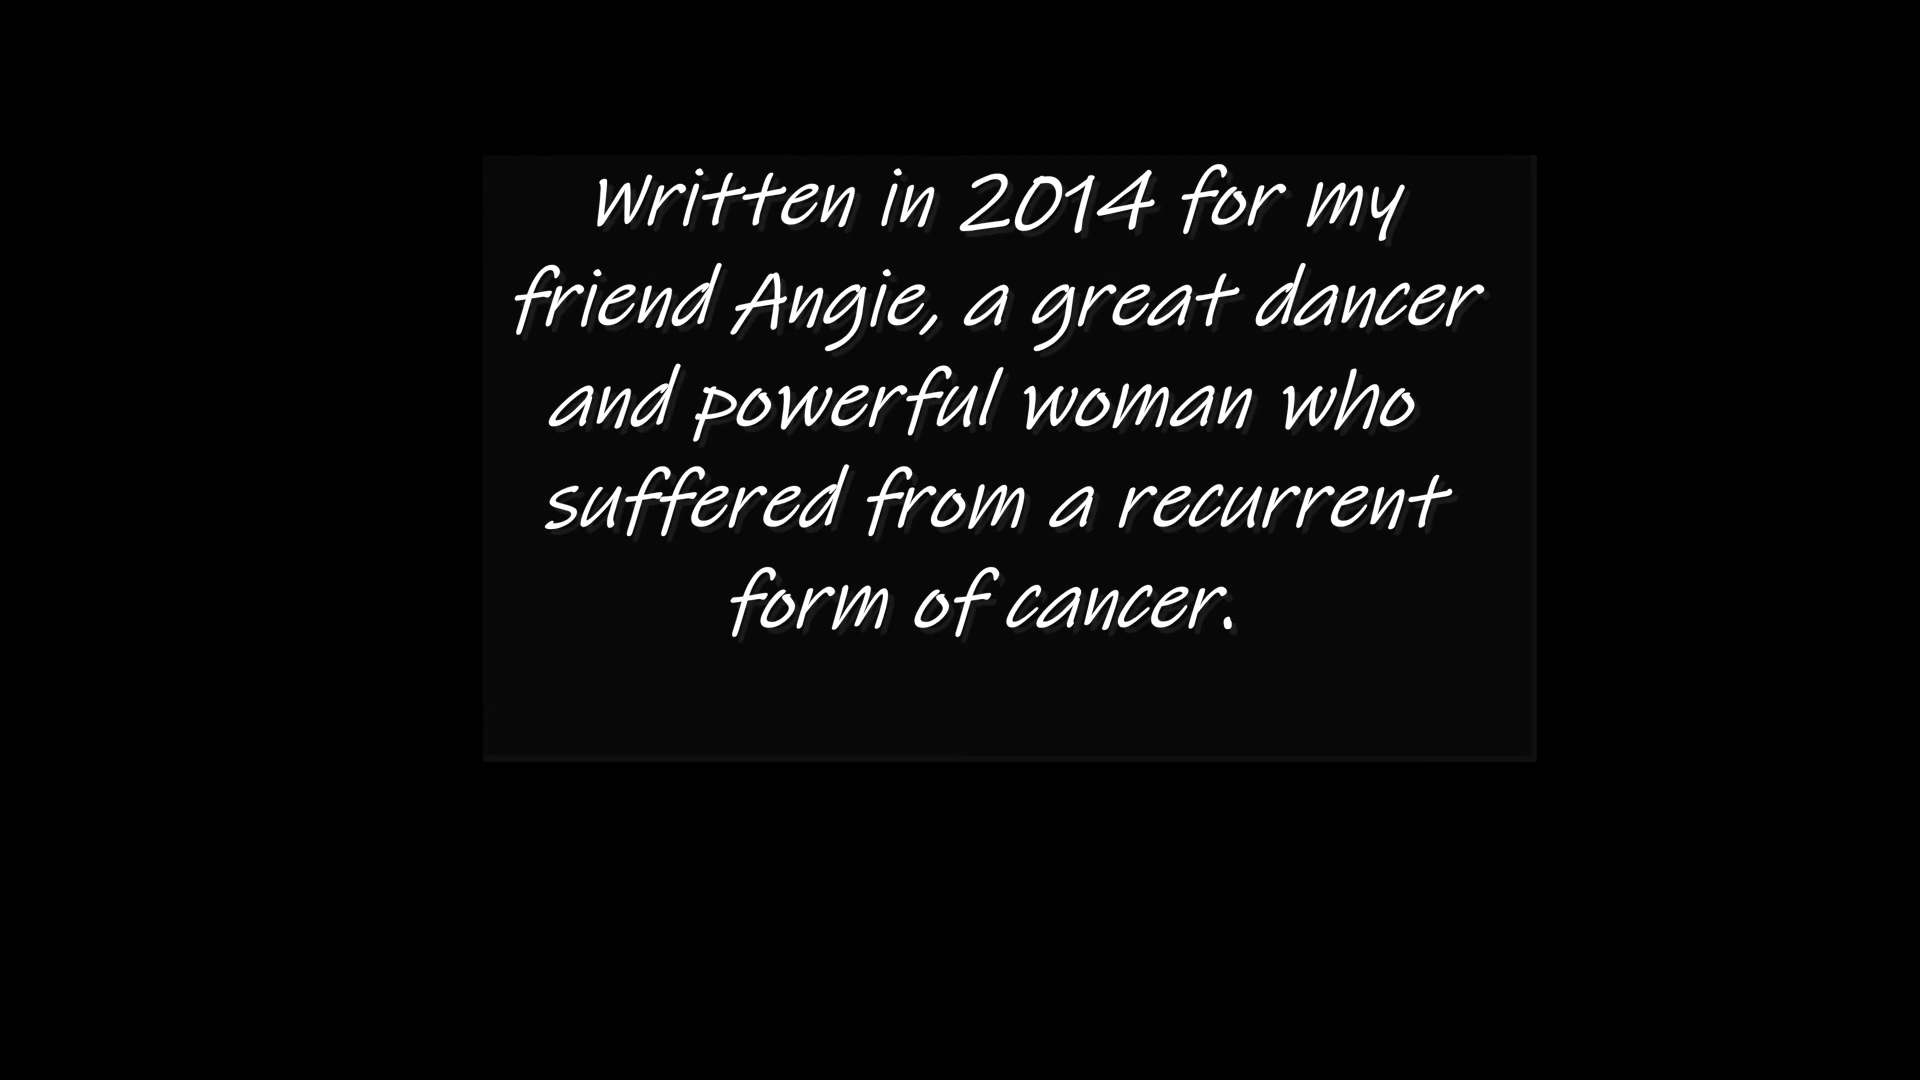 Written in 2014 for my
friend Angie, a great dancer
and powerful woman who
suffered from a recurrent
form of cancer.